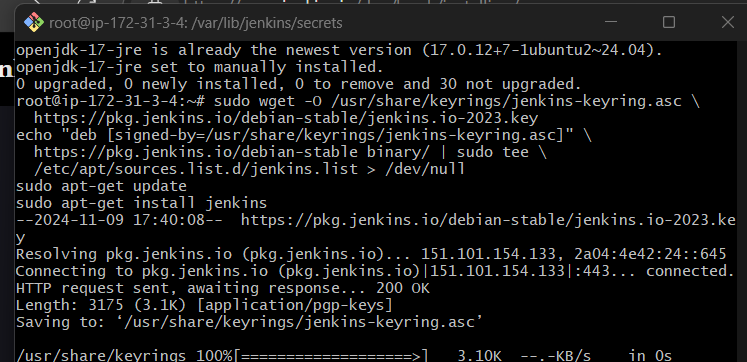 root@ip-172-31-3-4: /var/lib/jenkins/secrets
openjdk-17-jre is already the newest version (17.0.12+7-1ubuntu2~24.04).
openjdk-17-jre set to manually installed.
0 upgraded, 0 newly installed, 0 to remove and 30 not upgraded.
root@ip-172-31-3-4:~# sudo wget -O /usr/share/keyrings/jenkins-keyring.asc \
  https://pkg.jenkins.io/debian-stable/jenkins.io-2023.key
echo "deb [signed-by=/usr/share/keyrings/jenkins-keyring.asc]" \
  https://pkg.jenkins.io/debian-stable binary/ | sudo tee \
  /etc/apt/sources.list.d/jenkins.list > /dev/null
sudo apt-get update
sudo apt-get install jenkins
--2024-11-09 17:40:08--  https://pkg.jenkins.io/debian-stable/jenkins.io-2023.ke
y
Resolving pkg.jenkins.io (pkg.jenkins.io)... 151.101.154.133, 2a04:4e42:24::645
Connecting to pkg.jenkins.io (pkg.jenkins.io)|151.101.154.133|:443... connected.
HTTP request sent, awaiting response... 200 OK
Length: 3175 (3.1K) [application/pgp-keys]
Saving to: ‘/usr/share/keyrings/jenkins-keyring.asc’
/usr/share/keyrings 100%[===================>]   3.10K  --.-KB/s    in 0s